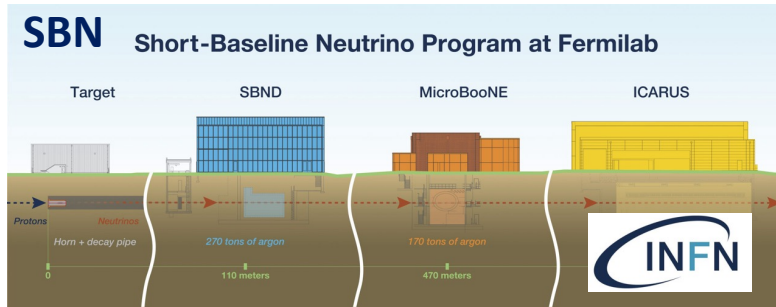 SBN Short-Baseline Neutrino Program at Fermilab
Target SBND MicroBooNE ICARUS
Protons Neutrinos
Horn + decay pipe 270 tons of argon 170 tons of argon
0 110 meters 470 meters
INFN